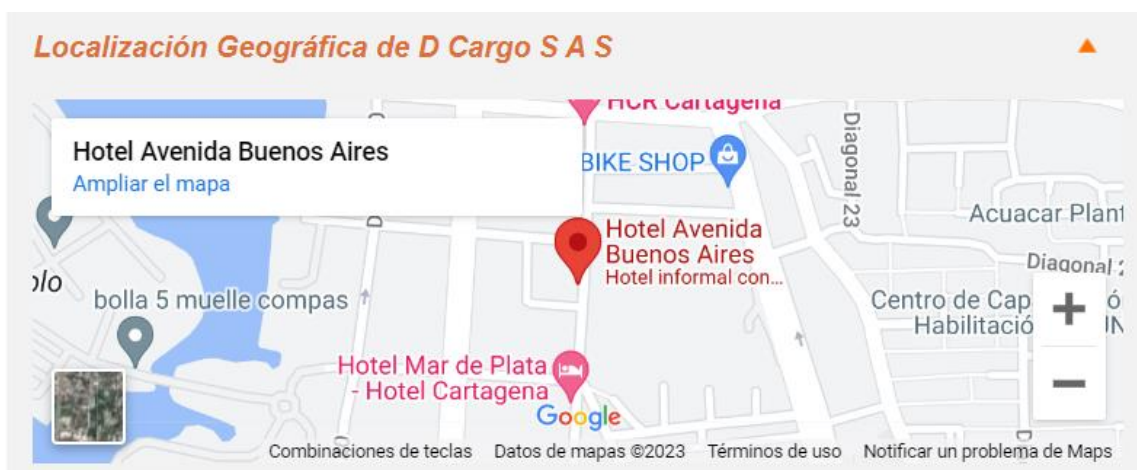 Localización Geográfica de D Cargo S A S
HCR Cartagena
Hotel Avenida Buenos Aires
Ampliar el mapa
BIKE SHOP
Diagonal 23
Acuacar Plant
Hotel Avenida
Buenos Aires
Hotel informal con...
Diagonal 2
olo
bolla 5 muelle compas
Centro de Cap
Habilitació
+
Hotel Mar de Plata
- Hotel Cartagena
−
Google
Combinaciones de teclas Datos de mapas ©2023 Términos de uso Notificar un problema de Maps